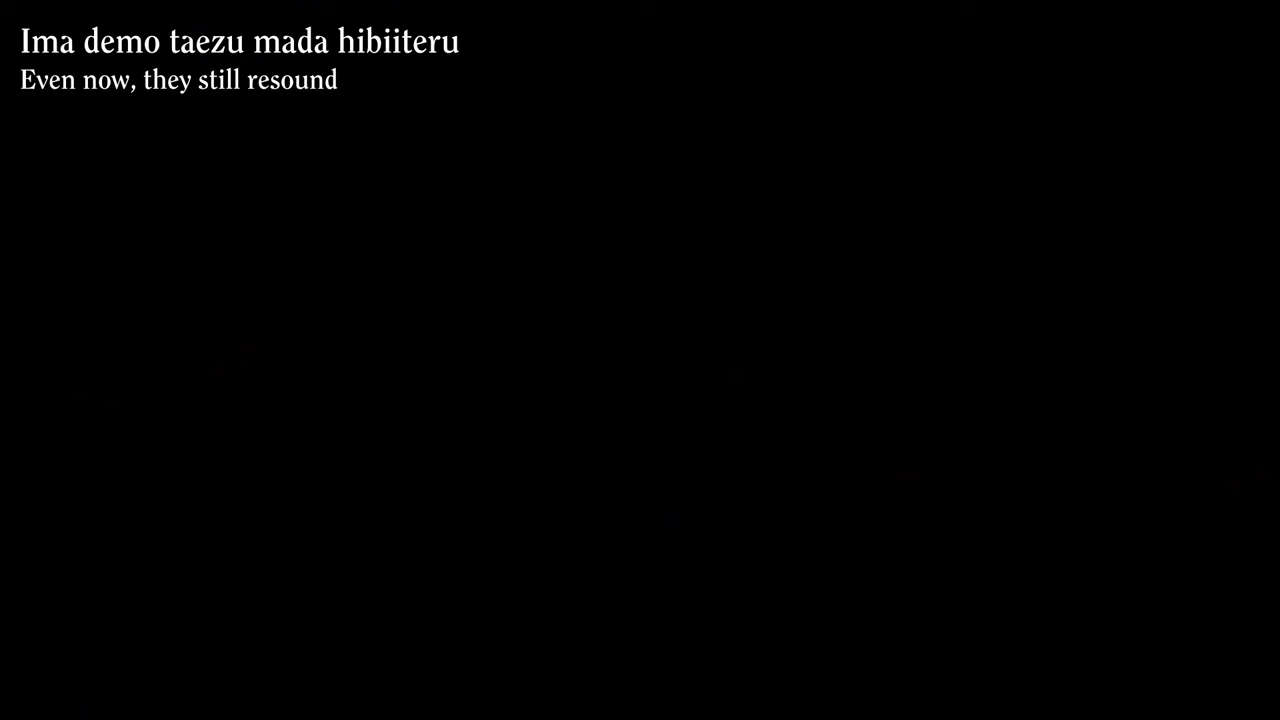 Ima demo taezu mada hibiiteru
Even now, they still resound